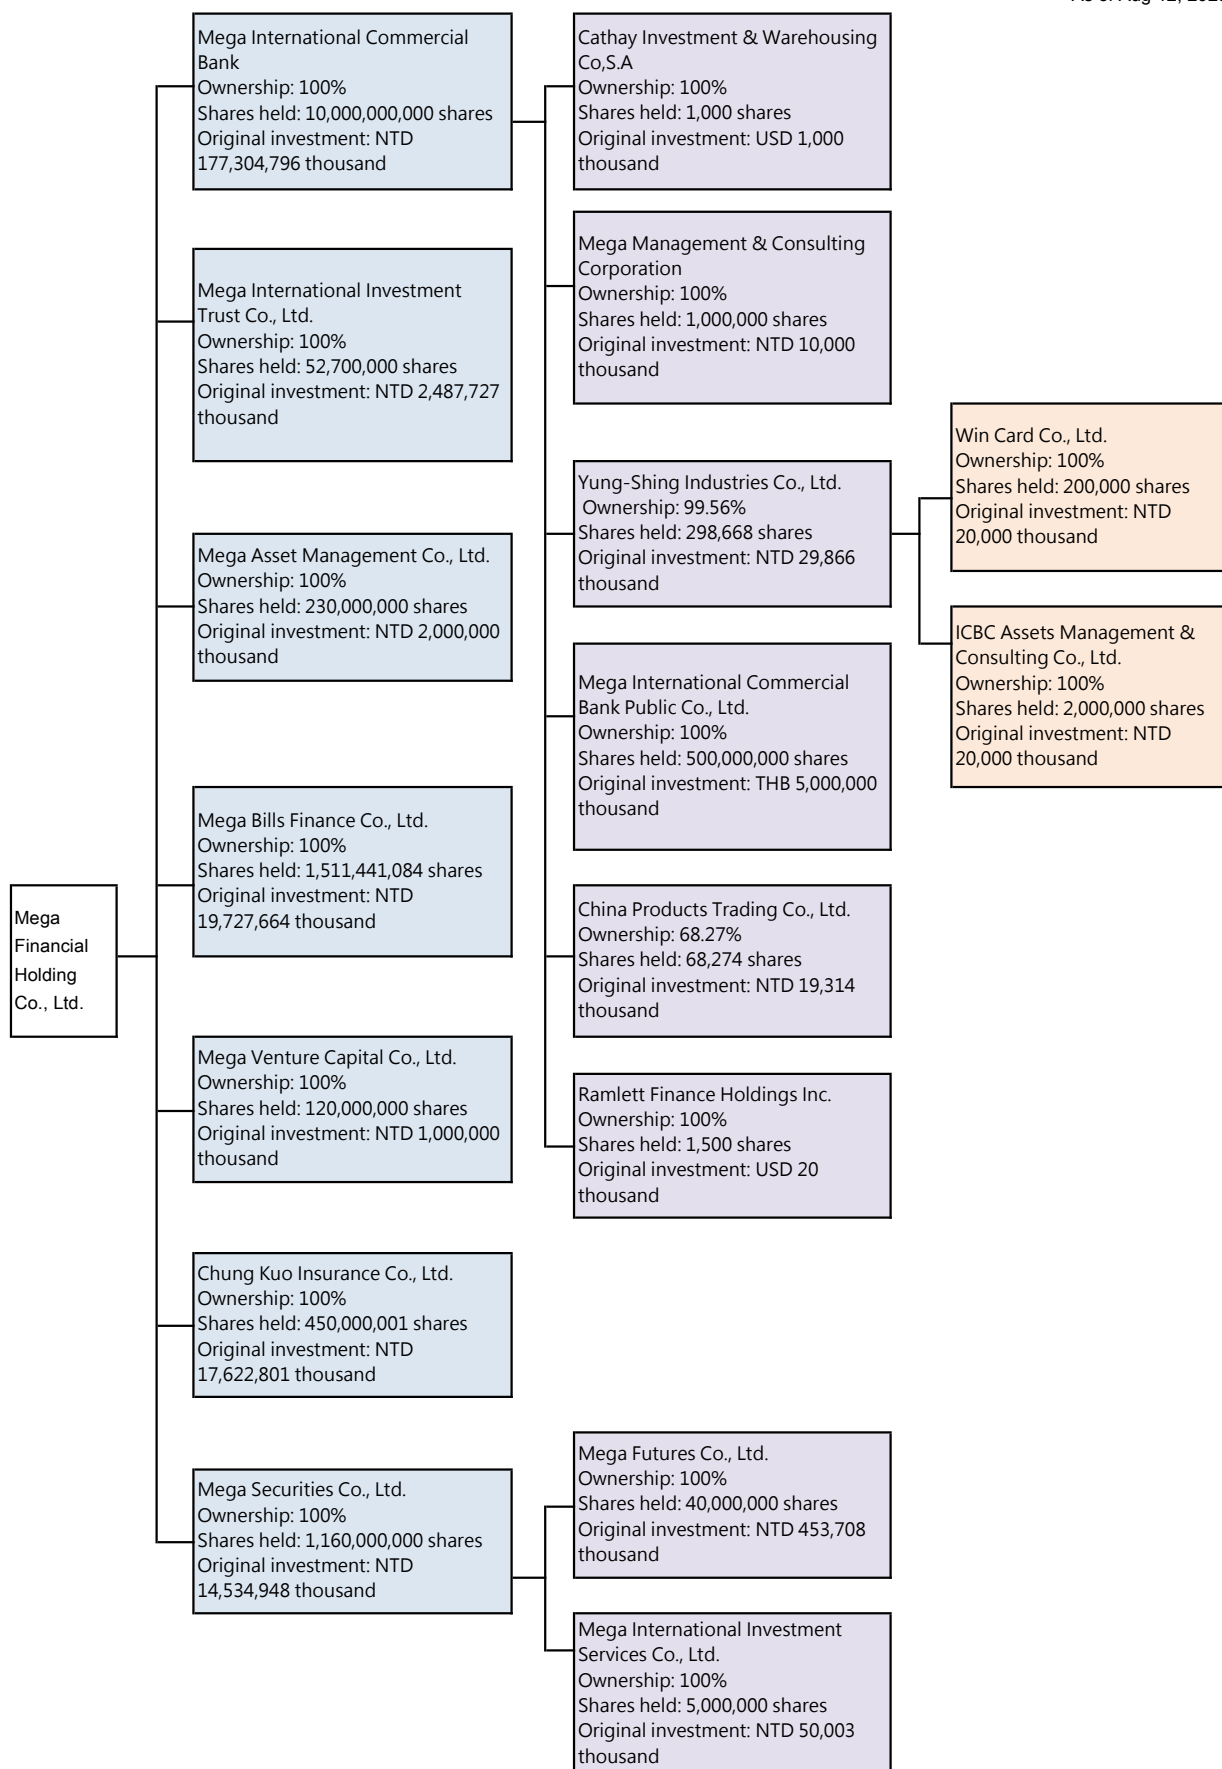 Mega International Commercial
Bank
Ownership: 100%
Shares held: 10,000,000,000 shares
Original investment: NTD
177,304,796 thousand
Mega International Investment
Trust Co., Ltd.
Ownership: 100%
Shares held: 52,700,000 shares
Original investment: NTD 2,487,727
thousand
Mega Asset Management Co., Ltd.
Ownership: 100%
Shares held: 230,000,000 shares
Original investment: NTD 2,000,000
thousand
Mega Bills Finance Co., Ltd.
Ownership: 100%
Shares held: 1,511,441,084 shares
Original investment: NTD
19,727,664 thousand
Mega
Financial
Holding
Co., Ltd.
Mega Venture Capital Co., Ltd.
Ownership: 100%
Shares held: 120,000,000 shares
Original investment: NTD 1,000,000
thousand
Chung Kuo Insurance Co., Ltd.
Ownership: 100%
Shares held: 450,000,001 shares
Original investment: NTD
17,622,801 thousand
Mega Securities Co., Ltd.
Ownership: 100%
Shares held: 1,160,000,000 shares
Original investment: NTD
14,534,948 thousand
Cathay Investment & Warehousing
Co,S.A
Ownership: 100%
Shares held: 1,000 shares
Original investment: USD 1,000
thousand
Mega Management & Consulting
Corporation
Ownership: 100%
Shares held: 1,000,000 shares
Original investment: NTD 10,000
thousand
Yung-Shing Industries Co., Ltd.
Ownership: 99.56%
Shares held: 298,668 shares
Original investment: NTD 29,866
thousand
Mega International Commercial
Bank Public Co., Ltd.
Ownership: 100%
Shares held: 500,000,000 shares
Original investment: THB 5,000,000
thousand
China Products Trading Co., Ltd.
Ownership: 68.27%
Shares held: 68,274 shares
Original investment: NTD 19,314
thousand
Ramlett Finance Holdings Inc.
Ownership: 100%
Shares held: 1,500 shares
Original investment: USD 20
thousand
Mega Futures Co., Ltd.
Ownership: 100%
Shares held: 40,000,000 shares
Original investment: NTD 453,708
thousand
Mega International Investment
Services Co., Ltd.
Ownership: 100%
Shares held: 5,000,000 shares
Original investment: NTD 50,003
thousand
Win Card Co., Ltd.
Ownership: 100%
Shares held: 200,000 shares
Original investment: NTD
20,000 thousand
ICBC Assets Management &
Consulting Co., Ltd.
Ownership: 100%
Shares held: 2,000,000 shares
Original investment: NTD
20,000 thousand